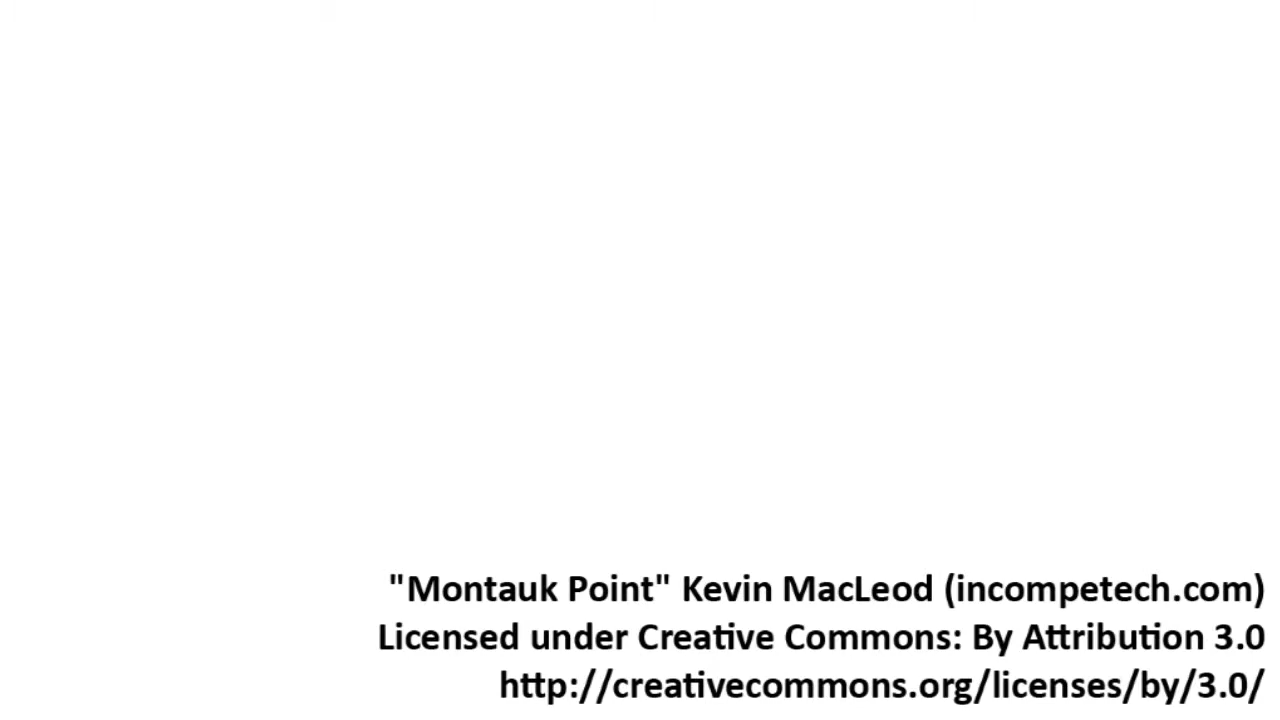 "Montauk Point" Kevin MacLeod (incompetech.com)
Licensed under Creative Commons: By Attribution 3.0
http://creativecommons.org/licenses/by/3.0/